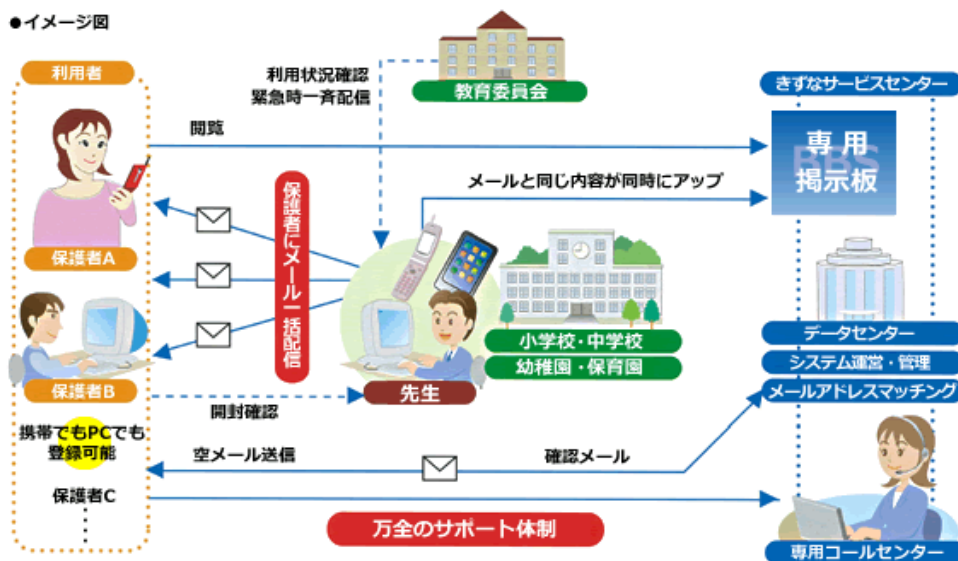 ●イメージ図
利用者
利用状況確認
緊急時一斉配信
教育委員会
きずなサービスセンター
閲覧
BBS
専用
掲示板
メールと同じ内容が同時にアップ
保護者にメール一括配信
保護者A
小学校・中学校
幼稚園・保育園
データセンター
システム運営・管理
メールアドレスマッチング
保護者B
先生
開封確認
携帯でもPCでも
登録可能
空メール送信
確認メール
保護者C
万全のサポート体制
専用コールセンター